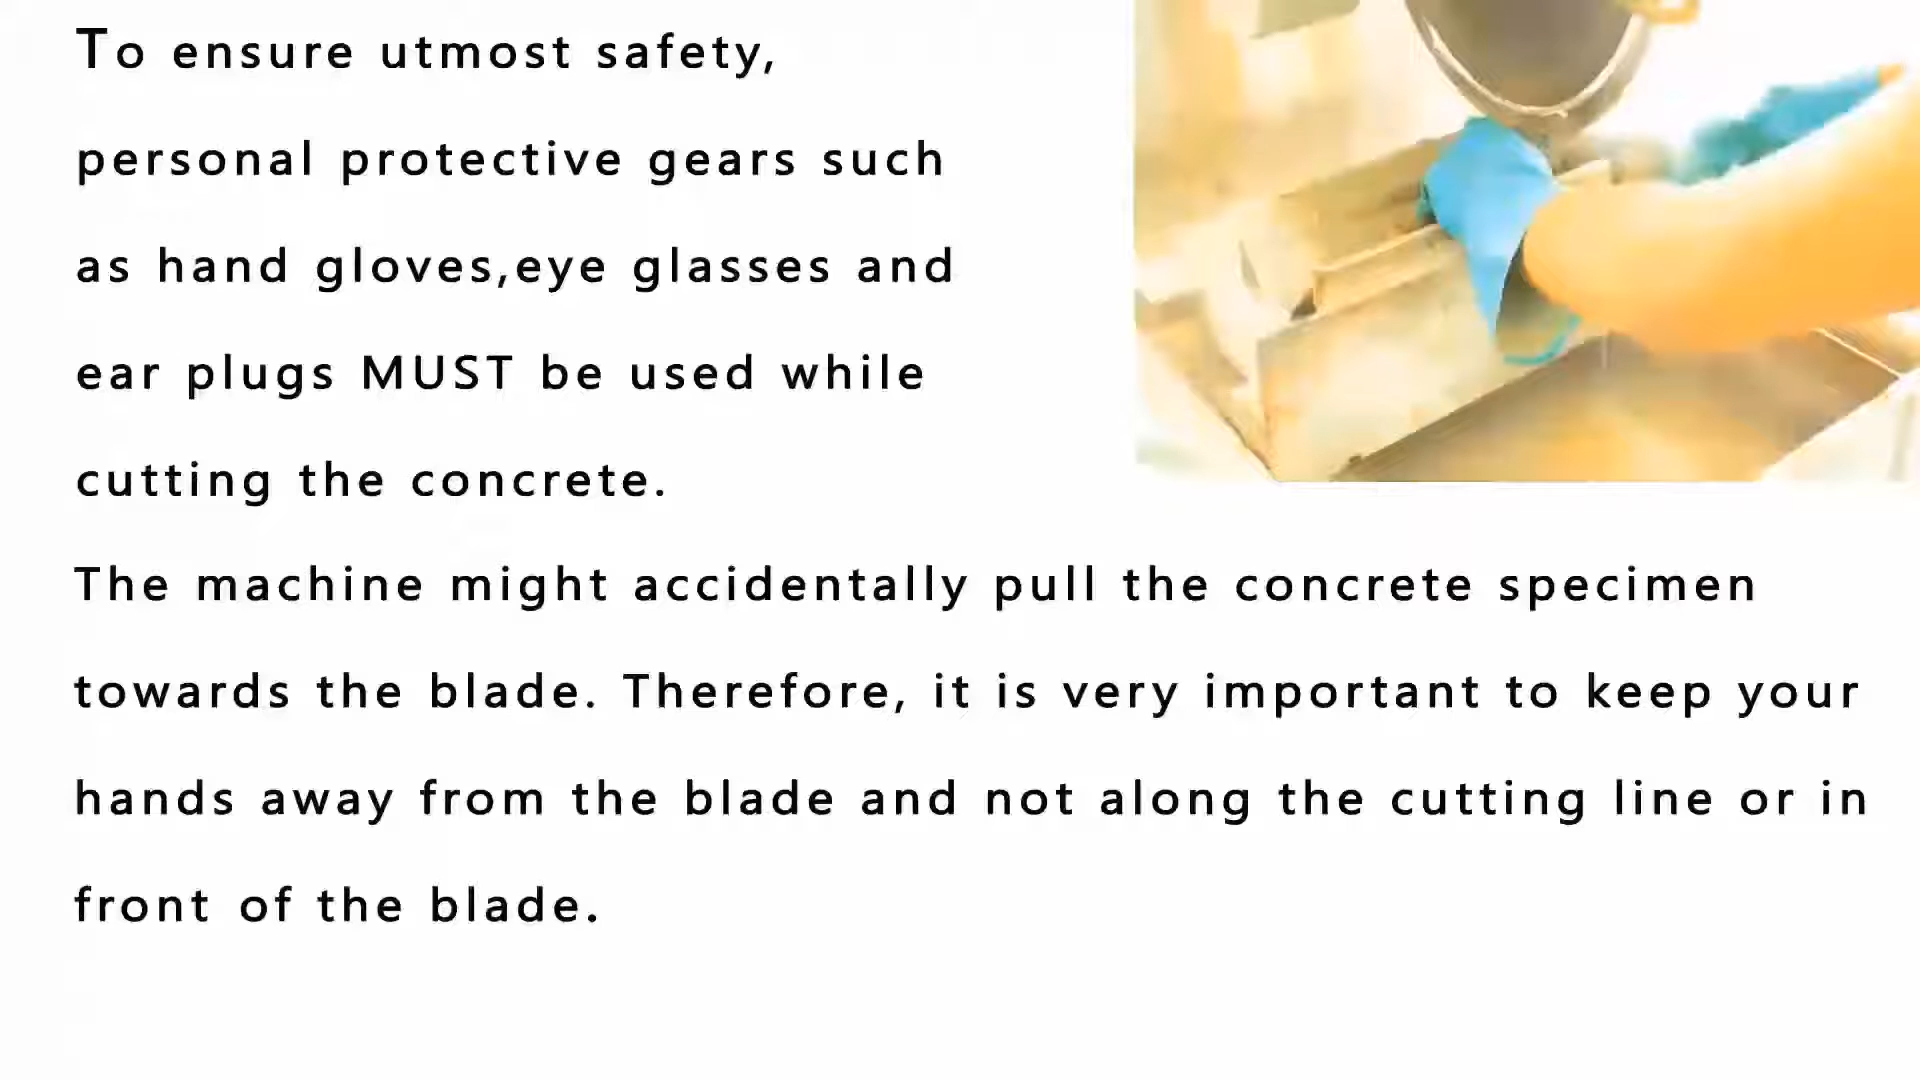 To ensure utmost safety,
personal protective gears such
as hand gloves,eye glasses and
ear plugs MUST be used while
cutting the concrete.
The machine might accidentally pull the concrete specimen
towards the blade. Therefore, it is very important to keep your
hands away from the blade and not along the cutting line or in
front of the blade.